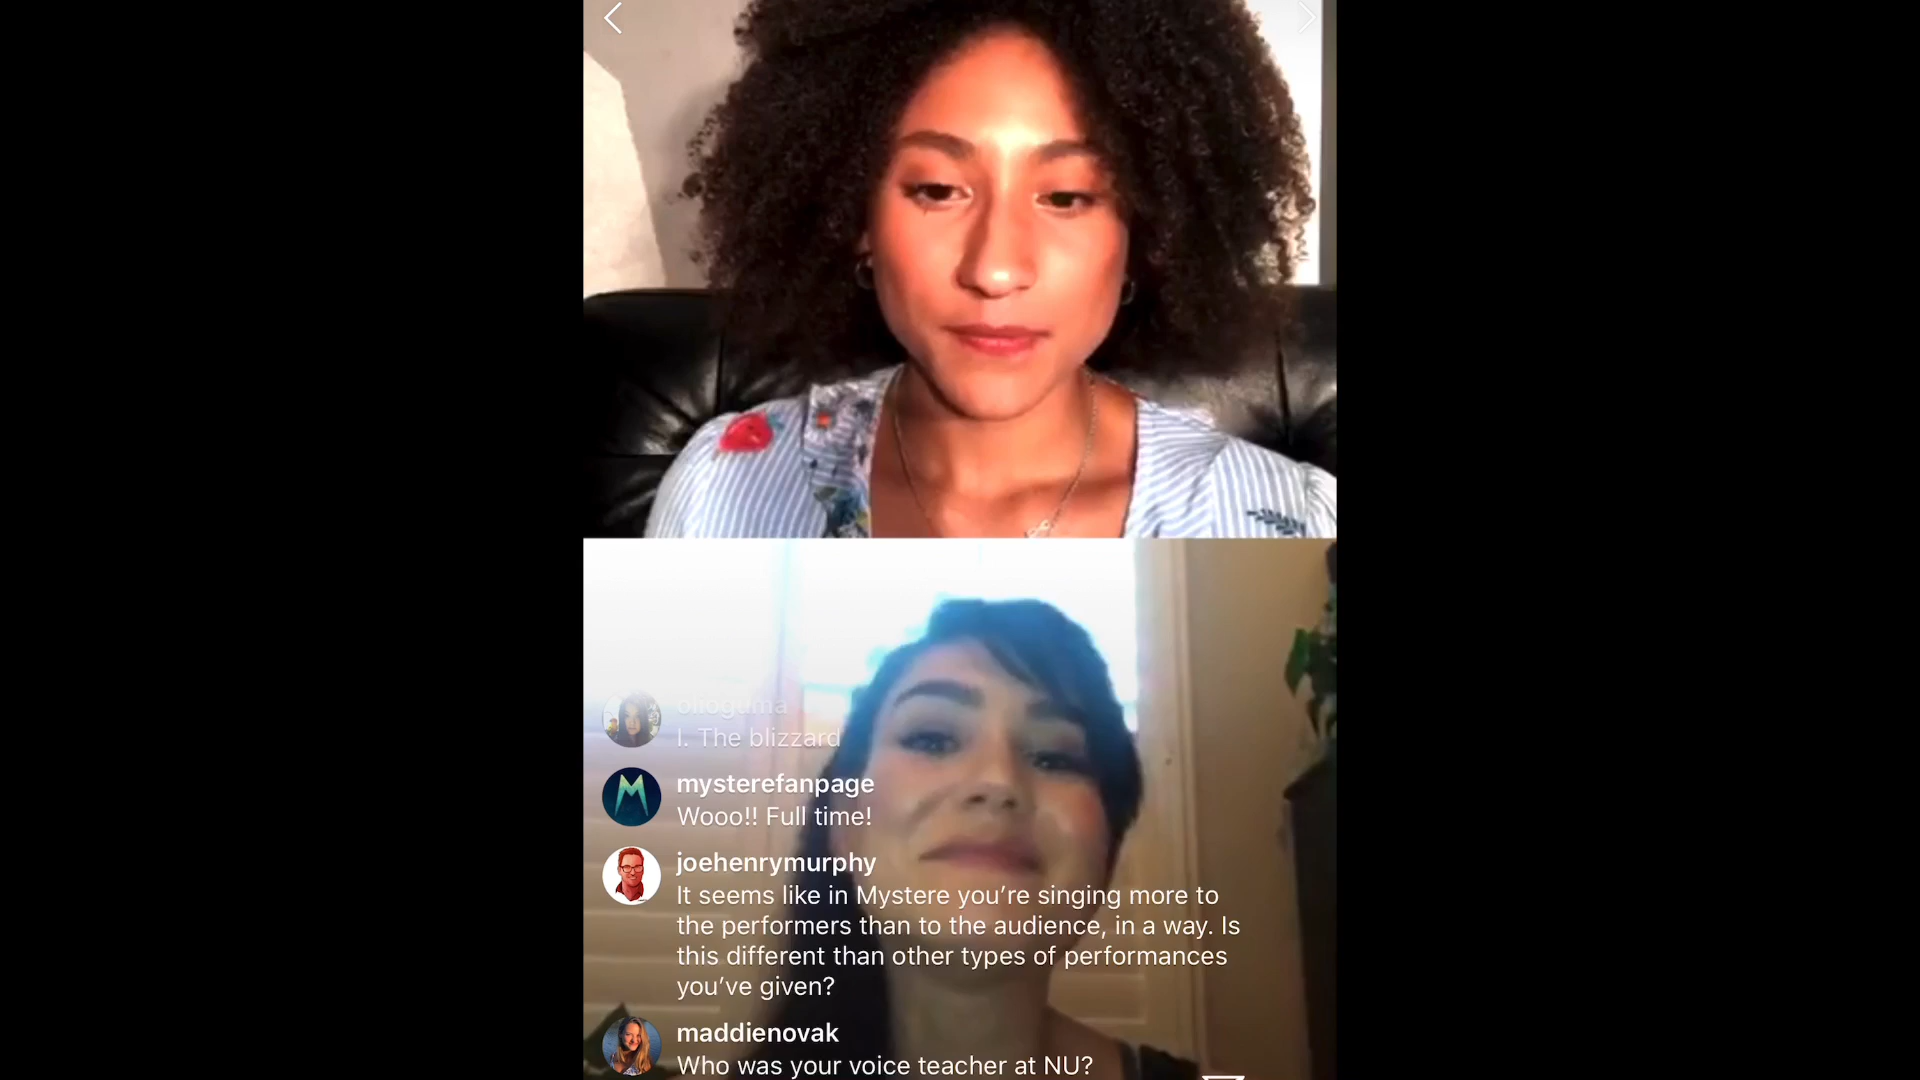 olioguma
I. The blizzard
mysterefanpage
Wooo!! Full time!
joehenrymurphy
It seems like in Mystere you’re singing more to
the performers than to the audience, in a way. Is
this different than other types of performances
you’ve given?
maddienovak
Who was your voice teacher at NU?